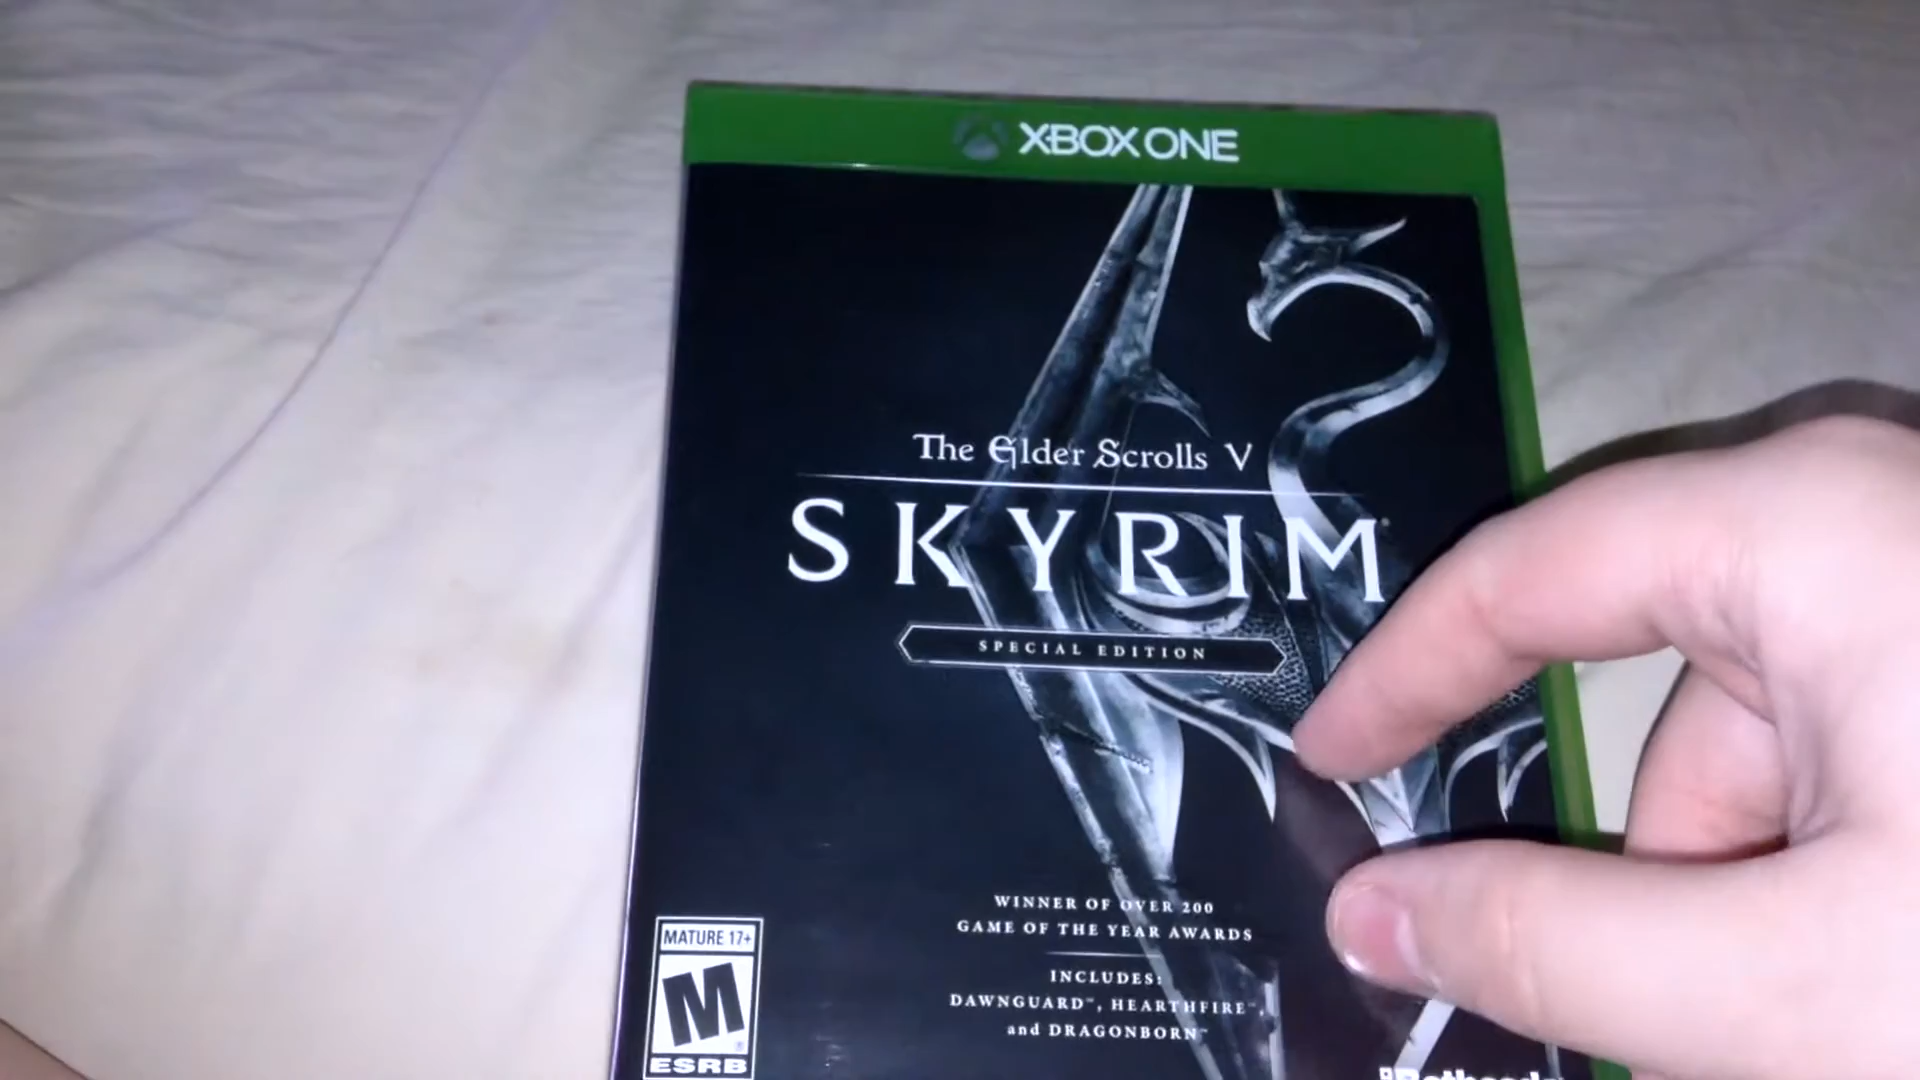 XBOX ONE
The Elder Scrolls V
SKYRIM
SPECIAL EDITION
WINNER OF OVER 200
GAME OF THE YEAR AWARDS
INCLUDES:
DAWNGUARD™, HEARTHFIRE™,
and DRAGONBORN™
MATURE 17+
M
ESRB
Bethesda